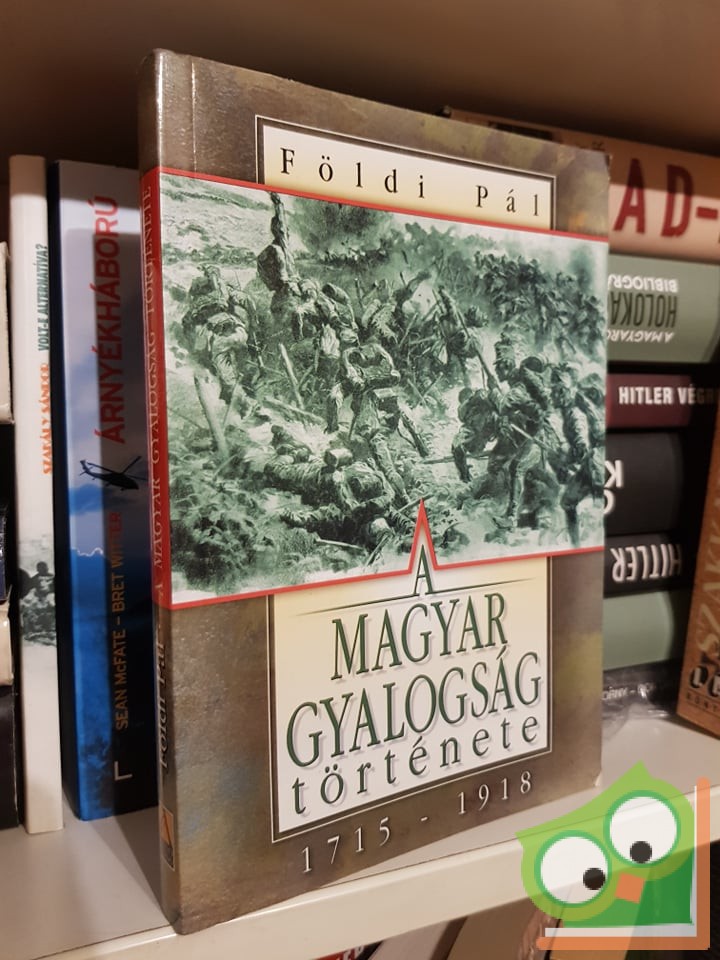 Földi Pál
A
MAGYAR
GYALOGSÁG
története
1715 - 1918
Földi Pál A MAGYAR GYALOGSÁG TÖRTÉNETE
SZAKÁLY SÁNDOR VOLT-E ALTERNATÍVA?
SEAN McFATE – BRET WITTER ÁRNYÉKHÁBORÚ
A D-
HOLOKA
BIBLIOGR
HITLER